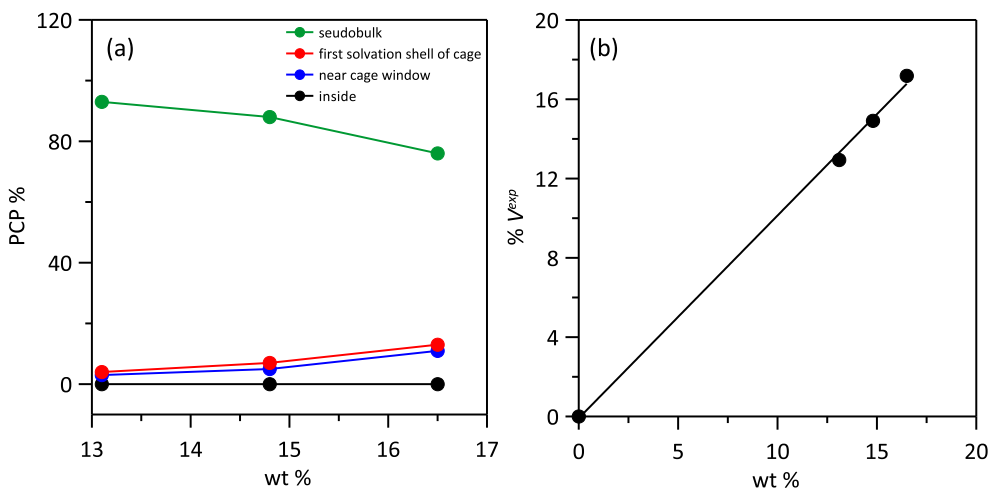 (a)
seudobulk
first solvation shell of cage
near cage window
inside
120
80
40
0
PCP %
13
14
15
16
17
wt %
(b)
20
16
12
8
4
0
% V^exp
0
5
10
15
20
wt %